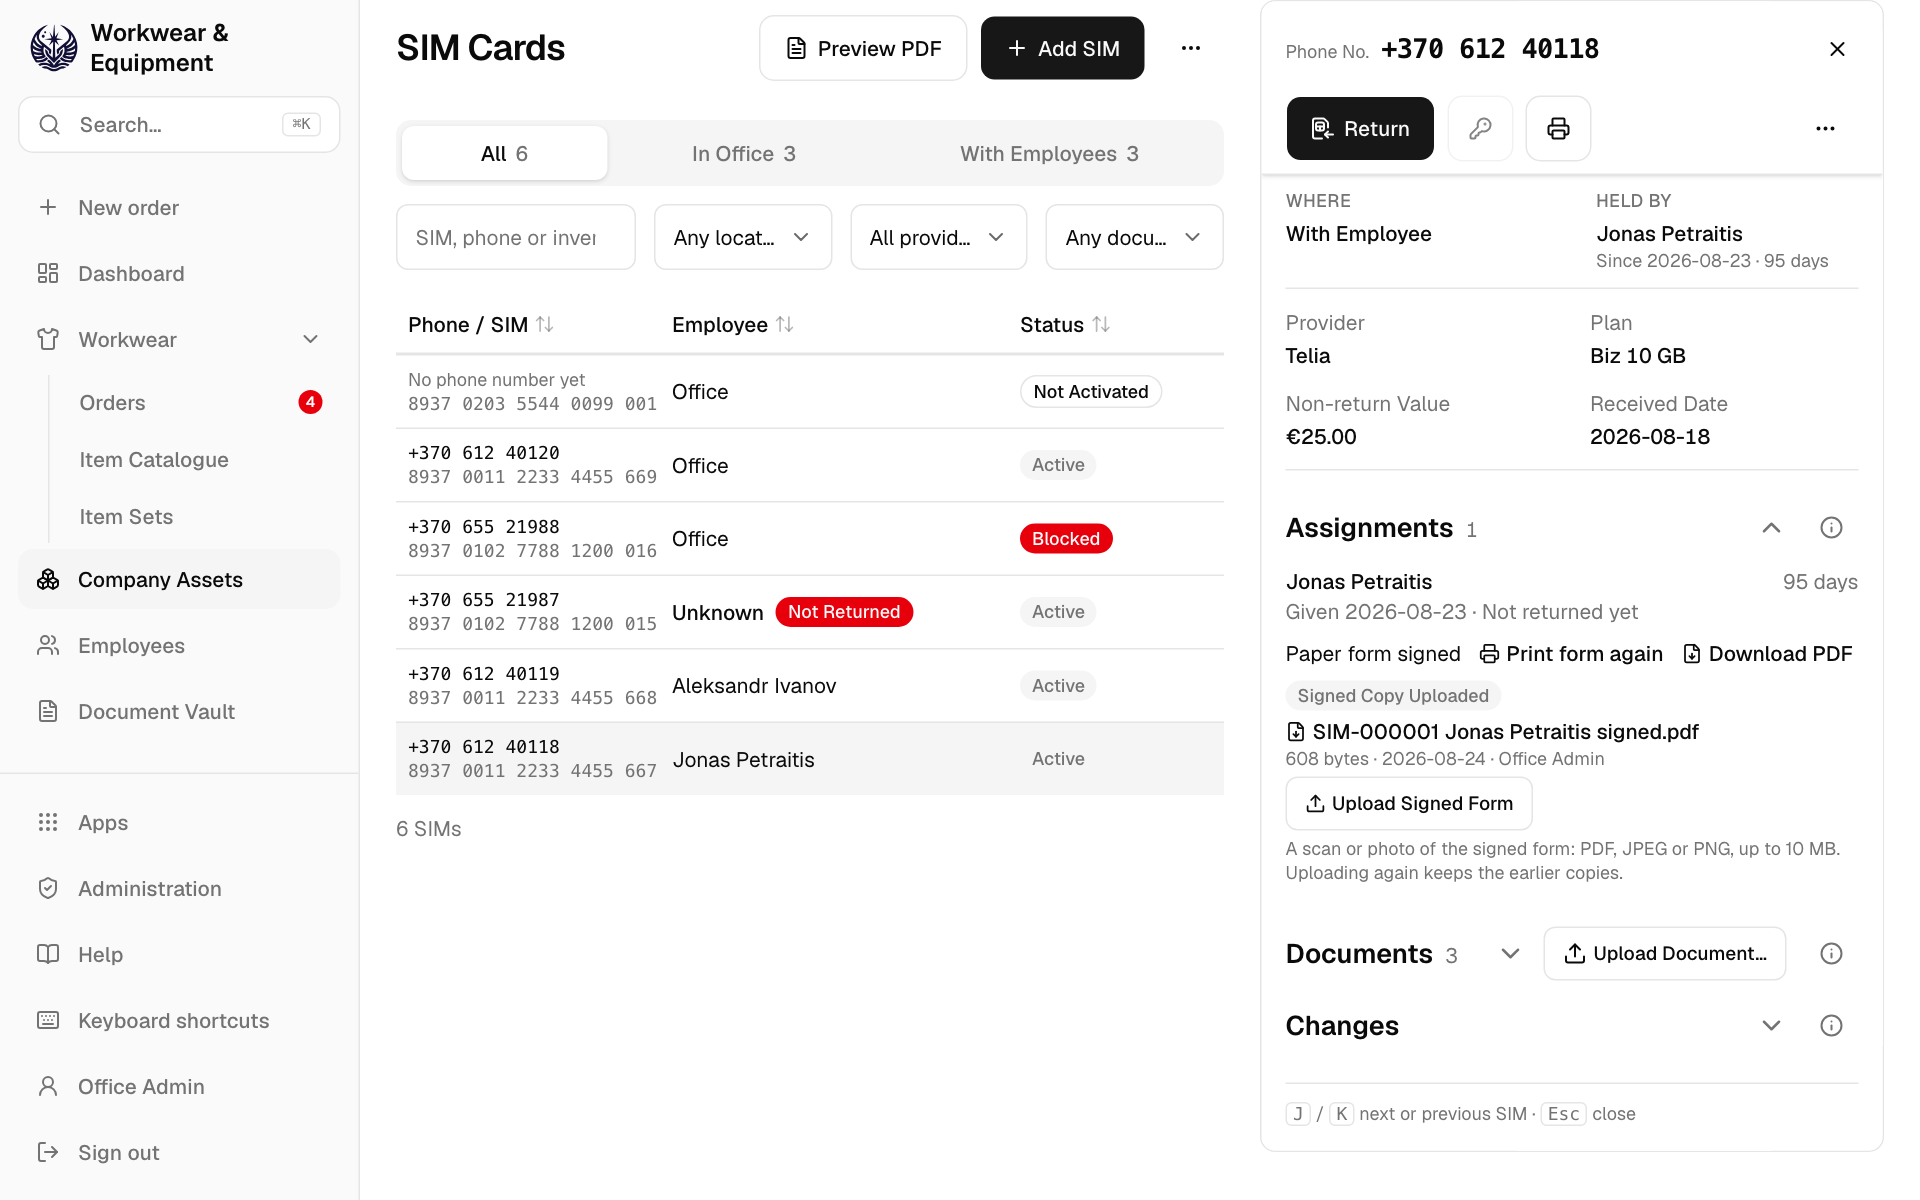 Workwear &
Equipment
Search...
⌘K
New order
Dashboard
Workwear
Orders
4
Item Catalogue
Item Sets
Company Assets
Employees
Document Vault
Apps
Administration
Help
Keyboard shortcuts
Office Admin
Sign out
SIM Cards
Preview PDF
Add SIM
All 6
In Office 3
With Employees 3
SIM, phone or inver
Any locat...
All provid...
Any docu...
Phone / SIM
Employee
Status
No phone number yet
8937 0203 5544 0099 001
Office
Not Activated
+370 612 40120
8937 0011 2233 4455 669
Office
Active
+370 655 21988
8937 0102 7788 1200 016
Office
Blocked
+370 655 21987
8937 0102 7788 1200 015
Unknown
Not Returned
Active
+370 612 40119
8937 0011 2233 4455 668
Aleksandr Ivanov
Active
+370 612 40118
8937 0011 2233 4455 667
Jonas Petraitis
Active
6 SIMs
Phone No. +370 612 40118
Return
WHERE
With Employee
HELD BY
Jonas Petraitis
Since 2026-08-23 · 95 days
Provider
Telia
Plan
Biz 10 GB
Non-return Value
€25.00
Received Date
2026-08-18
Assignments 1
Jonas Petraitis
95 days
Given 2026-08-23 · Not returned yet
Paper form signed
Print form again
Download PDF
Signed Copy Uploaded
SIM-000001 Jonas Petraitis signed.pdf
608 bytes · 2026-08-24 · Office Admin
Upload Signed Form
A scan or photo of the signed form: PDF, JPEG or PNG, up to 10 MB.
Uploading again keeps the earlier copies.
Documents 3
Upload Document...
Changes
J / K next or previous SIM · Esc close